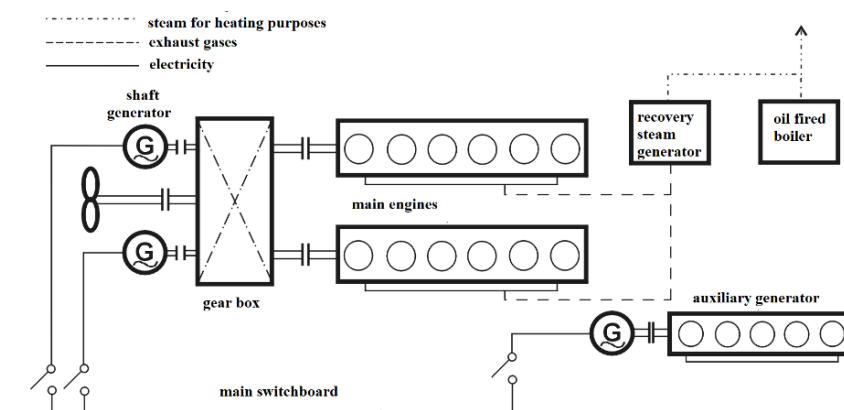 steam for heating purposes
exhaust gases
electricity
shaft
generator
G
recovery
steam
generator
oil fired
boiler
main engines
G
gear box
auxiliary generator
G
main switchboard